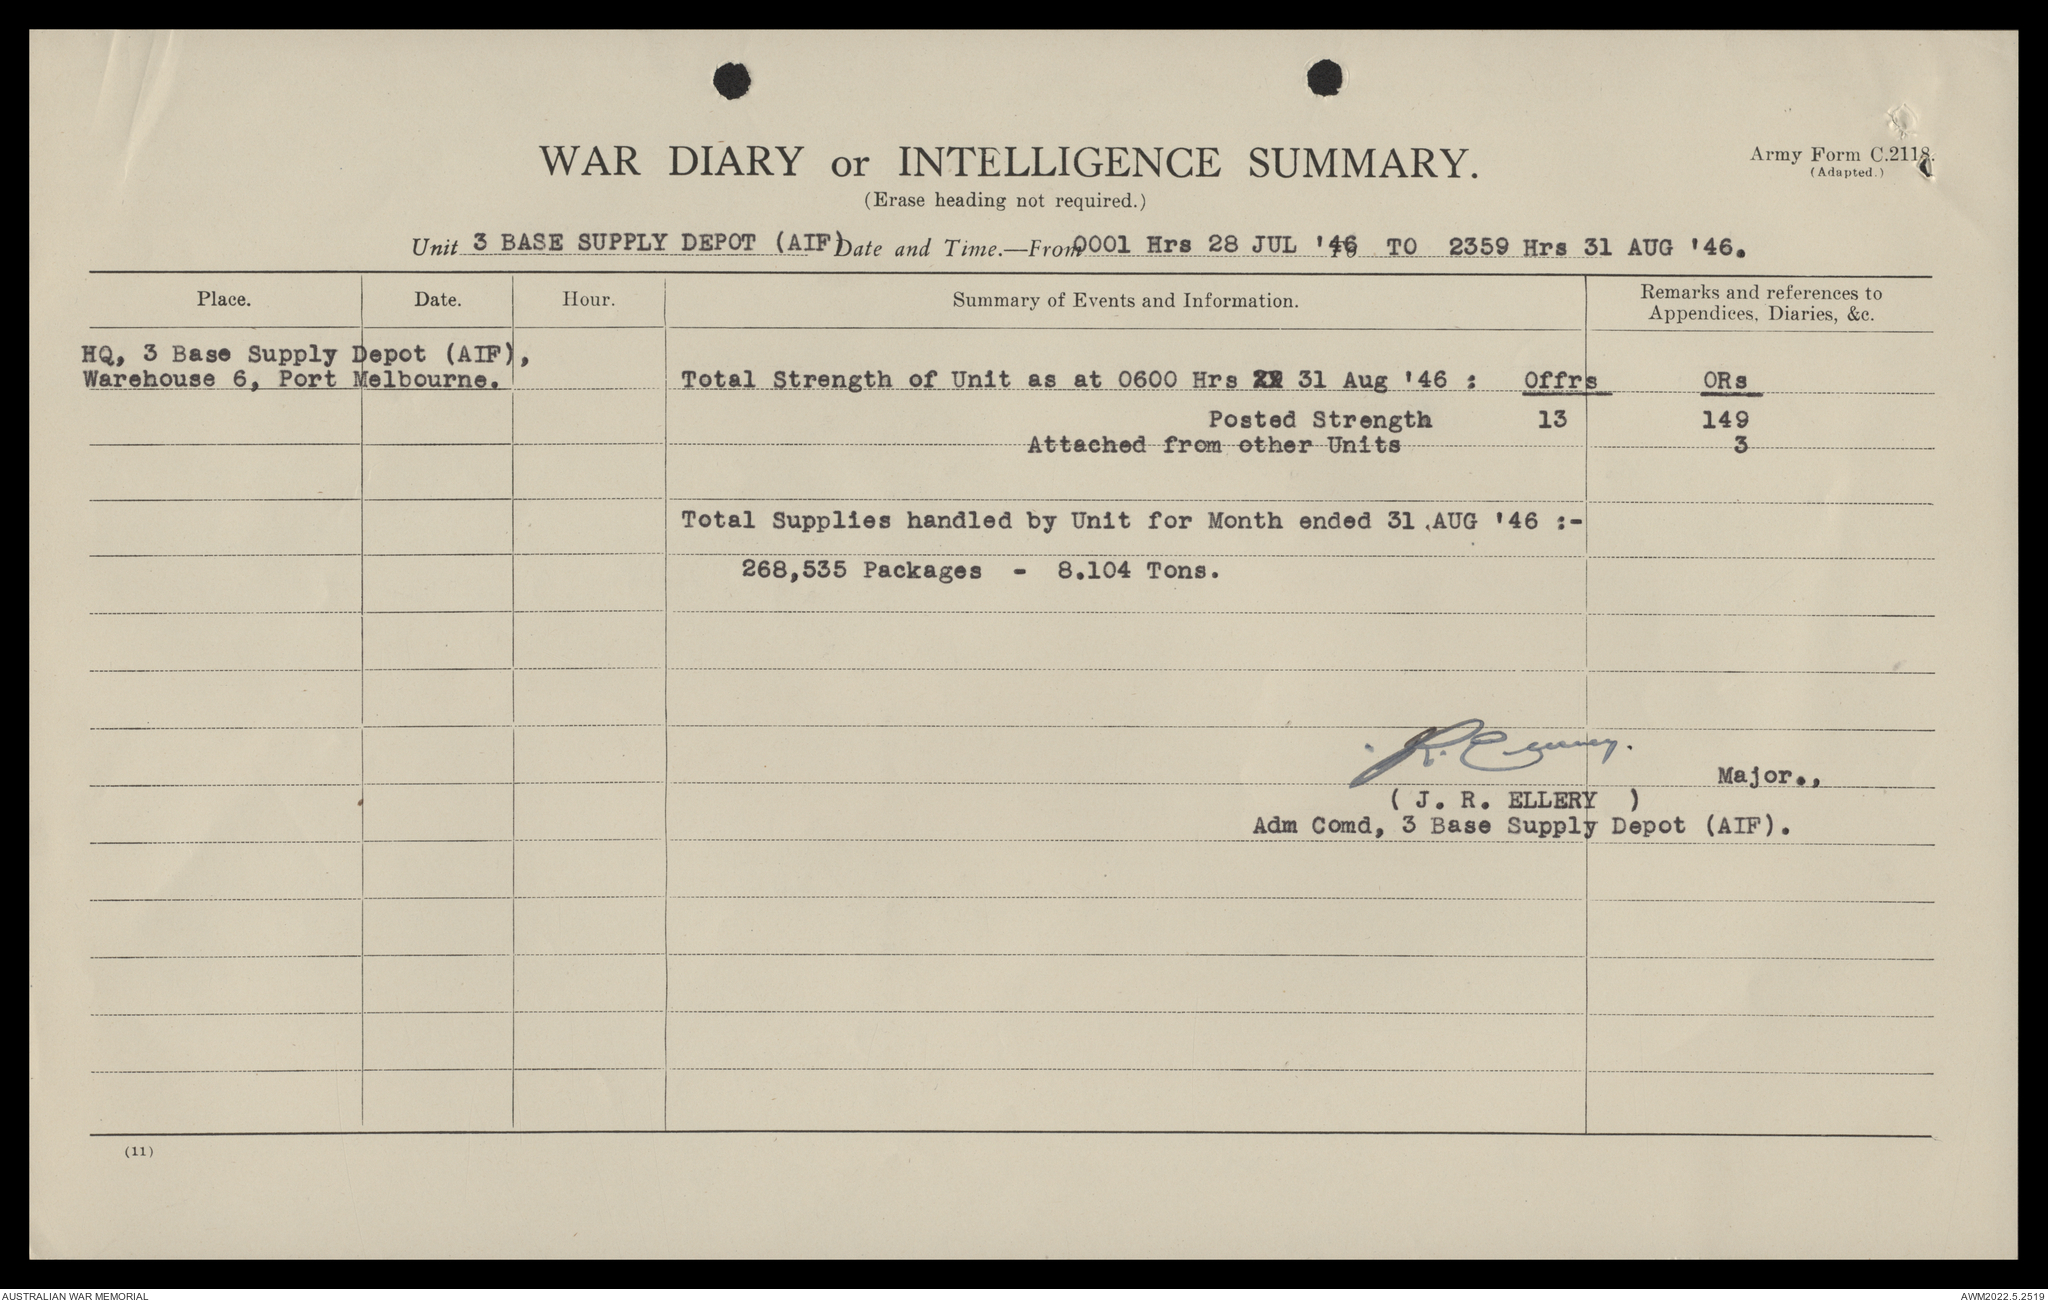 WAR DIARY or INTELLIGENCE SUMMARY.
Army Form C.2118.
(Adapted.)
(Erase heading not required.)
Unit 3 BASE SUPPLY DEPOT (AIF) Date and Time.—From 0001 Hrs 28 JUL '46 TO 2359 Hrs 31 AUG '46.
Place. Date. Hour. Summary of Events and Information. Remarks and references to
Appendices, Diaries, &c.
HQ, 3 Base Supply Depot (AIF),
Warehouse 6, Port Melbourne. Total Strength of Unit as at 0600 Hrs 31 Aug '46 : Offrs ORs
Posted Strength 13 149
Attached from other Units 3
Total Supplies handled by Unit for Month ended 31 AUG '46 :-
268,535 Packages - 8.104 Tons.
Major.,
( J. R. ELLERY )
Adm Comd, 3 Base Supply Depot (AIF).
(11)
AUSTRALIAN WAR MEMORIAL
AWM2022.5.2519